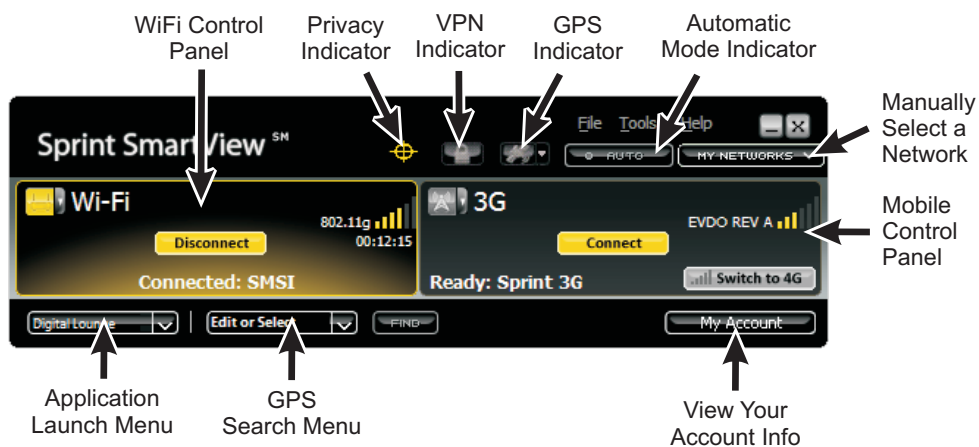 WiFi Control
Panel
Privacy
Indicator
VPN
Indicator
GPS
Indicator
Automatic
Mode Indicator
Manually
Select a
Network
Sprint SmartView SM
File Tools Help
AUTO
MY NETWORKS
Wi-Fi
802.11g
Disconnect
00:12:15
Connected: SMSI
3G
EVDO REV A
Connect
Ready: Sprint 3G
Switch to 4G
Mobile
Control
Panel
Digital Lounge
Edit or Select
FIND
My Account
Application
Launch Menu
GPS
Search Menu
View Your
Account Info